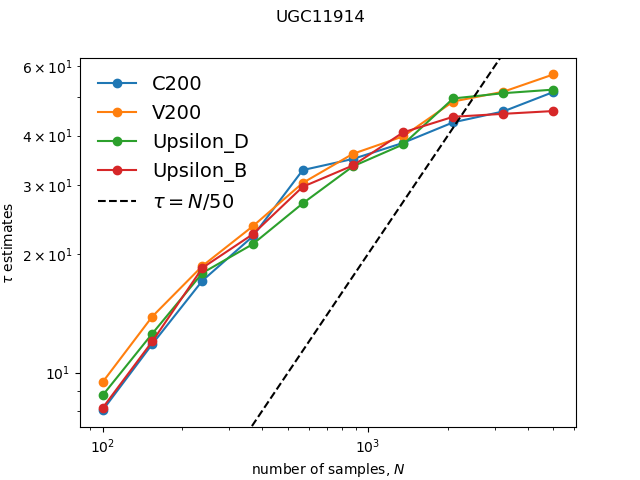 UGC11914
6 × 10¹
4 × 10¹
3 × 10¹
2 × 10¹
10¹
τ estimates
C200
V200
Upsilon_D
Upsilon_B
τ = N/50
10² 10³
number of samples, N